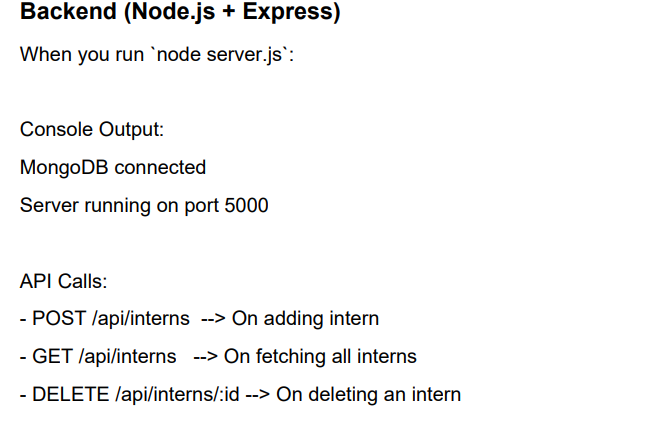 Backend (Node.js + Express)
When you run `node server.js`:
Console Output:
MongoDB connected
Server running on port 5000
API Calls:
- POST /api/interns  --> On adding intern
- GET /api/interns   --> On fetching all interns
- DELETE /api/interns/:id --> On deleting an intern